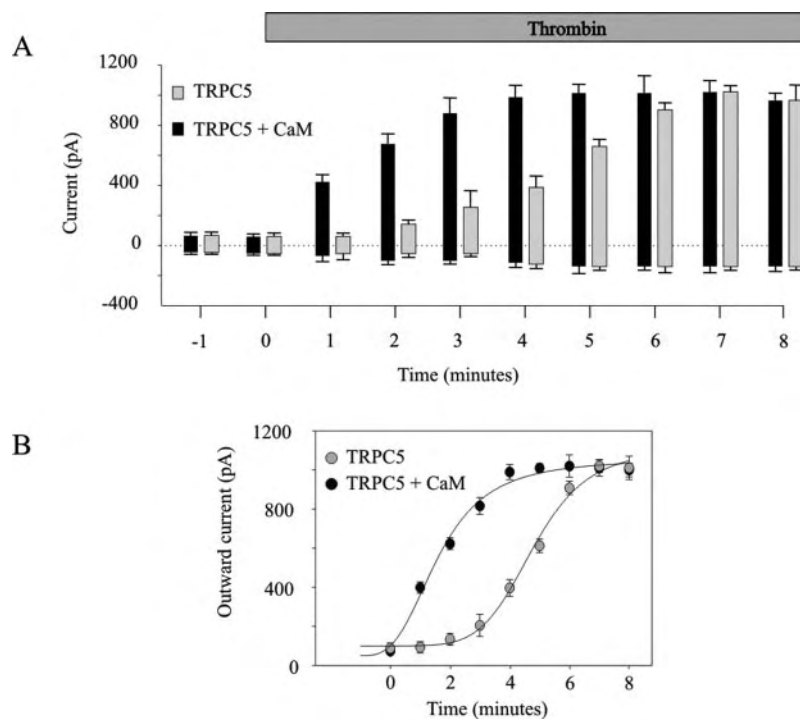 Thrombin
A
1200
800
400
0
-400
Current (pA)
TRPC5
TRPC5 + CaM
-1 0 1 2 3 4 5 6 7 8
Time (minutes)
B
1200
800
400
0
Outward current (pA)
TRPC5
TRPC5 + CaM
0 2 4 6 8
Time (minutes)